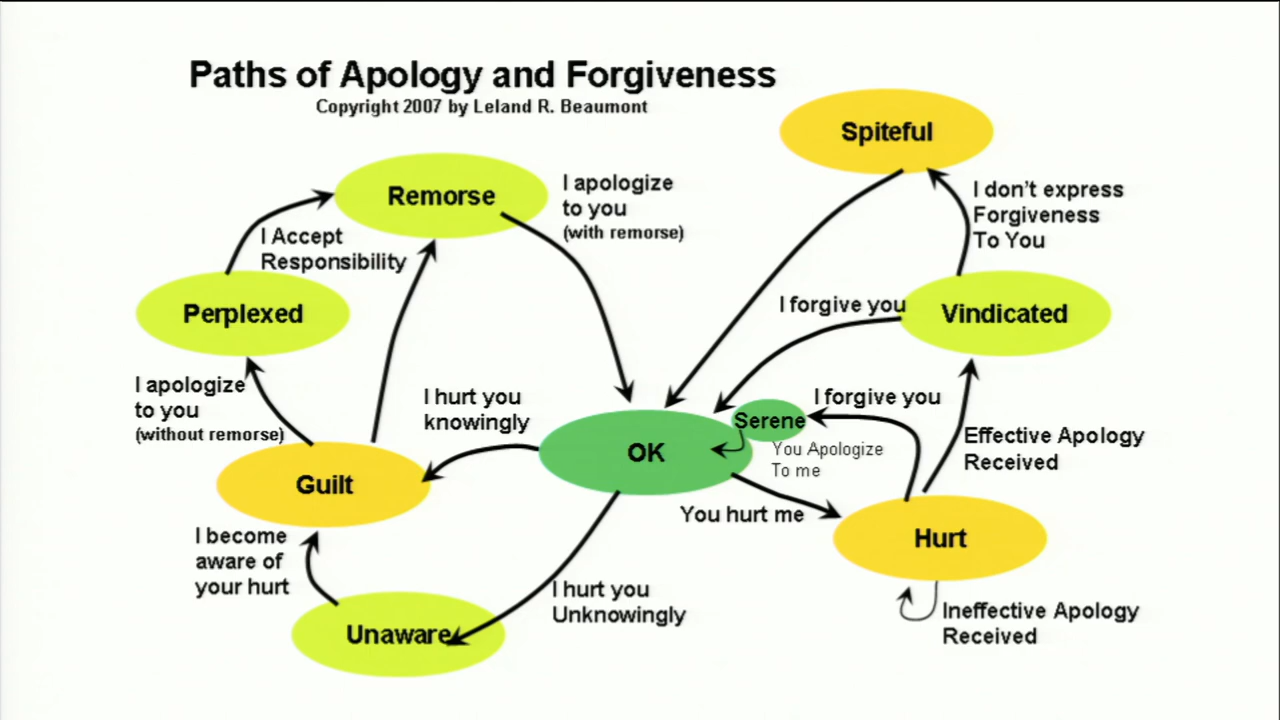 Paths of Apology and Forgiveness
Copyright 2007 by Leland R. Beaumont
Spiteful
Remorse
I apologize
to you
(with remorse)
I don't express
Forgiveness
To You
I Accept
Responsibility
Perplexed
I forgive you
Vindicated
I apologize
to you
(without remorse)
I hurt you
knowingly
Serene
I forgive you
OK
You Apologize
To me
Effective Apology
Received
Guilt
You hurt me
Hurt
I become
aware of
your hurt
I hurt you
Unknowingly
Ineffective Apology
Received
Unaware